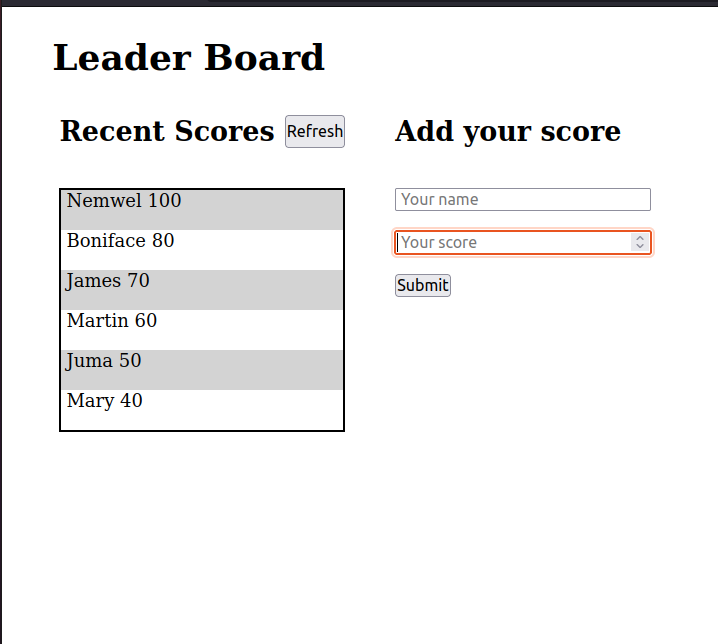 Leader Board
Recent Scores Refresh
Nemwel 100
Boniface 80
James 70
Martin 60
Juma 50
Mary 40
Add your score
Your name
Your score
Submit